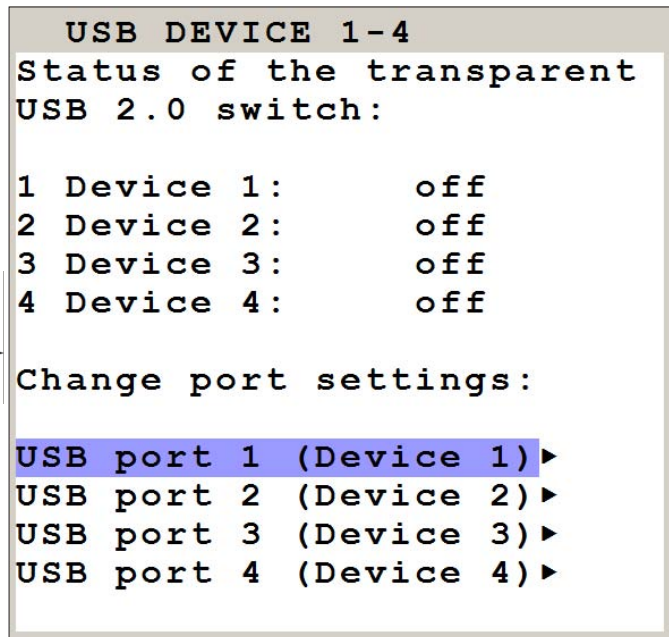 USB DEVICE 1-4
Status of the transparent
USB 2.0 switch:
1 Device 1: off
2 Device 2: off
3 Device 3: off
4 Device 4: off
Change port settings:
USB port 1 (Device 1)▶
USB port 2 (Device 2)▶
USB port 3 (Device 3)▶
USB port 4 (Device 4)▶